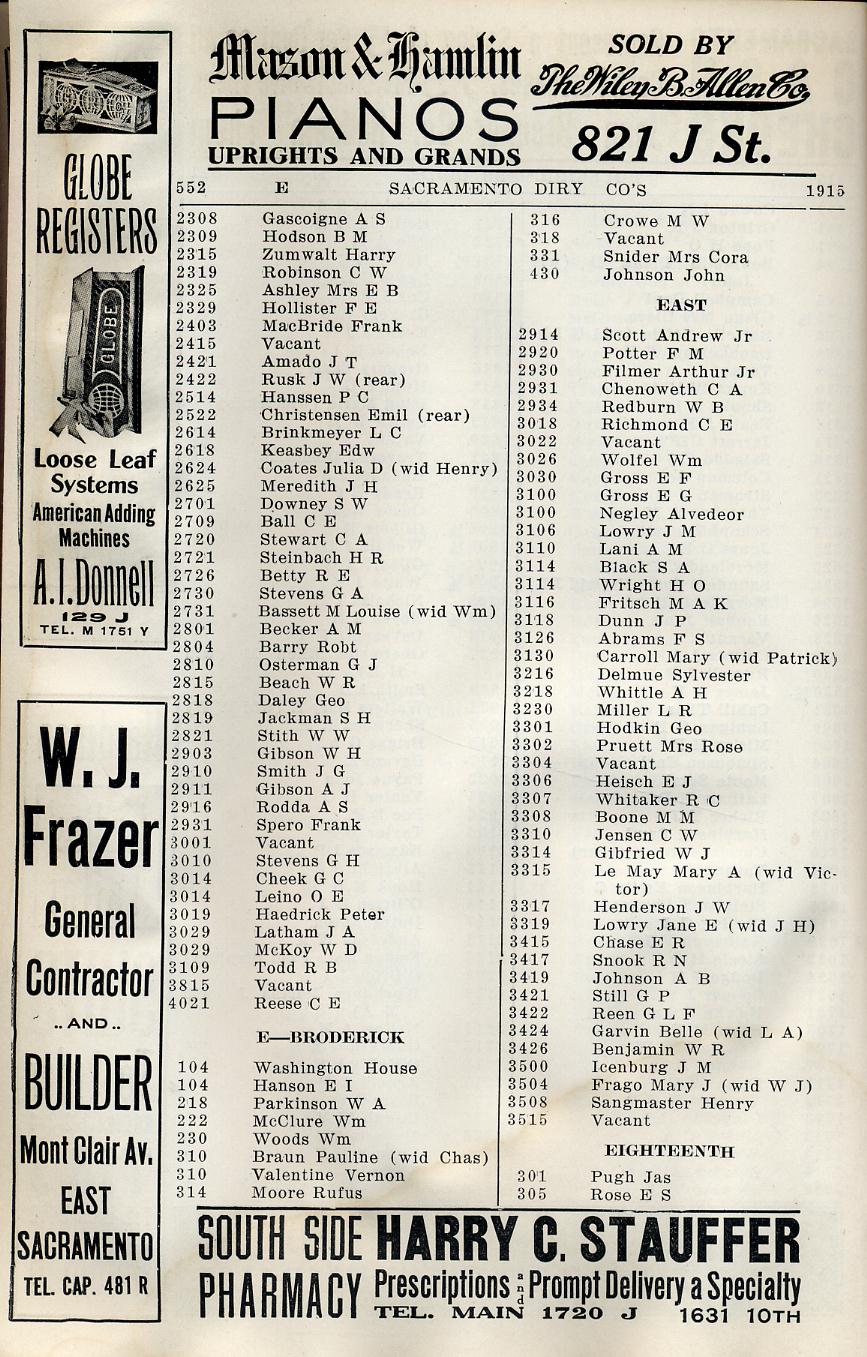 Mason & Hamlin
PIANOS
UPRIGHTS AND GRANDS
SOLD BY
The Wiley B. Allen Co.
821 J St.
GLOBE
REGISTERS
GLOBE
Loose Leaf
Systems
American Adding
Machines
A.I. Donnell
129 J
TEL. M 1751 Y
W. J.
Frazer
General
Contractor
.. AND ..
BUILDER
Mont Clair Av.
EAST
SACRAMENTO
TEL. CAP. 481 R
552 E SACRAMENTO DIRY CO'S 1915
2308 Gascoigne A S
2309 Hodson B M
2315 Zumwalt Harry
2319 Robinson C W
2325 Ashley Mrs E B
2329 Hollister F E
2403 MacBride Frank
2415 Vacant
2421 Amado J T
2422 Rusk J W (rear)
2514 Hanssen P C
2522 Christensen Emil (rear)
2614 Brinkmeyer L C
2618 Keasbey Edw
2624 Coates Julia D (wid Henry)
2625 Meredith J H
2701 Downey S W
2709 Ball C E
2720 Stewart C A
2721 Steinbach H R
2726 Betty R E
2730 Stevens G A
2731 Bassett M Louise (wid Wm)
2801 Becker A M
2804 Barry Robt
2810 Osterman G J
2815 Beach W R
2818 Daley Geo
2819 Jackman S H
2821 Stith W W
2903 Gibson W H
2910 Smith J G
2911 Gibson A J
2916 Rodda A S
2931 Spero Frank
3001 Vacant
3010 Stevens G H
3014 Cheek G C
3014 Leino O E
3019 Haedrick Peter
3029 Latham J A
3029 McKoy W D
3109 Todd R B
3815 Vacant
4021 Reese C E
E—BRODERICK
104 Washington House
104 Hanson E I
218 Parkinson W A
222 McClure Wm
230 Woods Wm
310 Braun Pauline (wid Chas)
310 Valentine Vernon
314 Moore Rufus
316 Crowe M W
318 Vacant
331 Snider Mrs Cora
430 Johnson John
EAST
2914 Scott Andrew Jr
2920 Potter F M
2930 Filmer Arthur Jr
2931 Chenoweth C A
2934 Redburn W B
3018 Richmond C E
3022 Vacant
3026 Wolfel Wm
3030 Gross E F
3100 Gross E G
3100 Negley Alvedeor
3106 Lowry J M
3110 Lani A M
3114 Black S A
3114 Wright H O
3116 Fritsch M A K
3118 Dunn J P
3126 Abrams F S
3130 Carroll Mary (wid Patrick)
3216 Delmue Sylvester
3218 Whittle A H
3230 Miller L R
3301 Hodkin Geo
3302 Pruett Mrs Rose
3304 Vacant
3306 Heisch E J
3307 Whitaker R C
3308 Boone M M
3310 Jensen C W
3314 Gibfried W J
3315 Le May Mary A (wid Vic-
tor)
3317 Henderson J W
3319 Lowry Jane E (wid J H)
3415 Chase E R
3417 Snook R N
3419 Johnson A B
3421 Still G P
3422 Reen G L F
3424 Garvin Belle (wid L A)
3426 Benjamin W R
3500 Icenburg J M
3504 Frago Mary J (wid W J)
3508 Sangmaster Henry
3515 Vacant
EIGHTEENTH
301 Pugh Jas
305 Rose E S
SOUTH SIDE HARRY C. STAUFFER
PHARMACY Prescriptions and Prompt Delivery a Specialty
TEL. MAIN 1720 J 1631 10TH